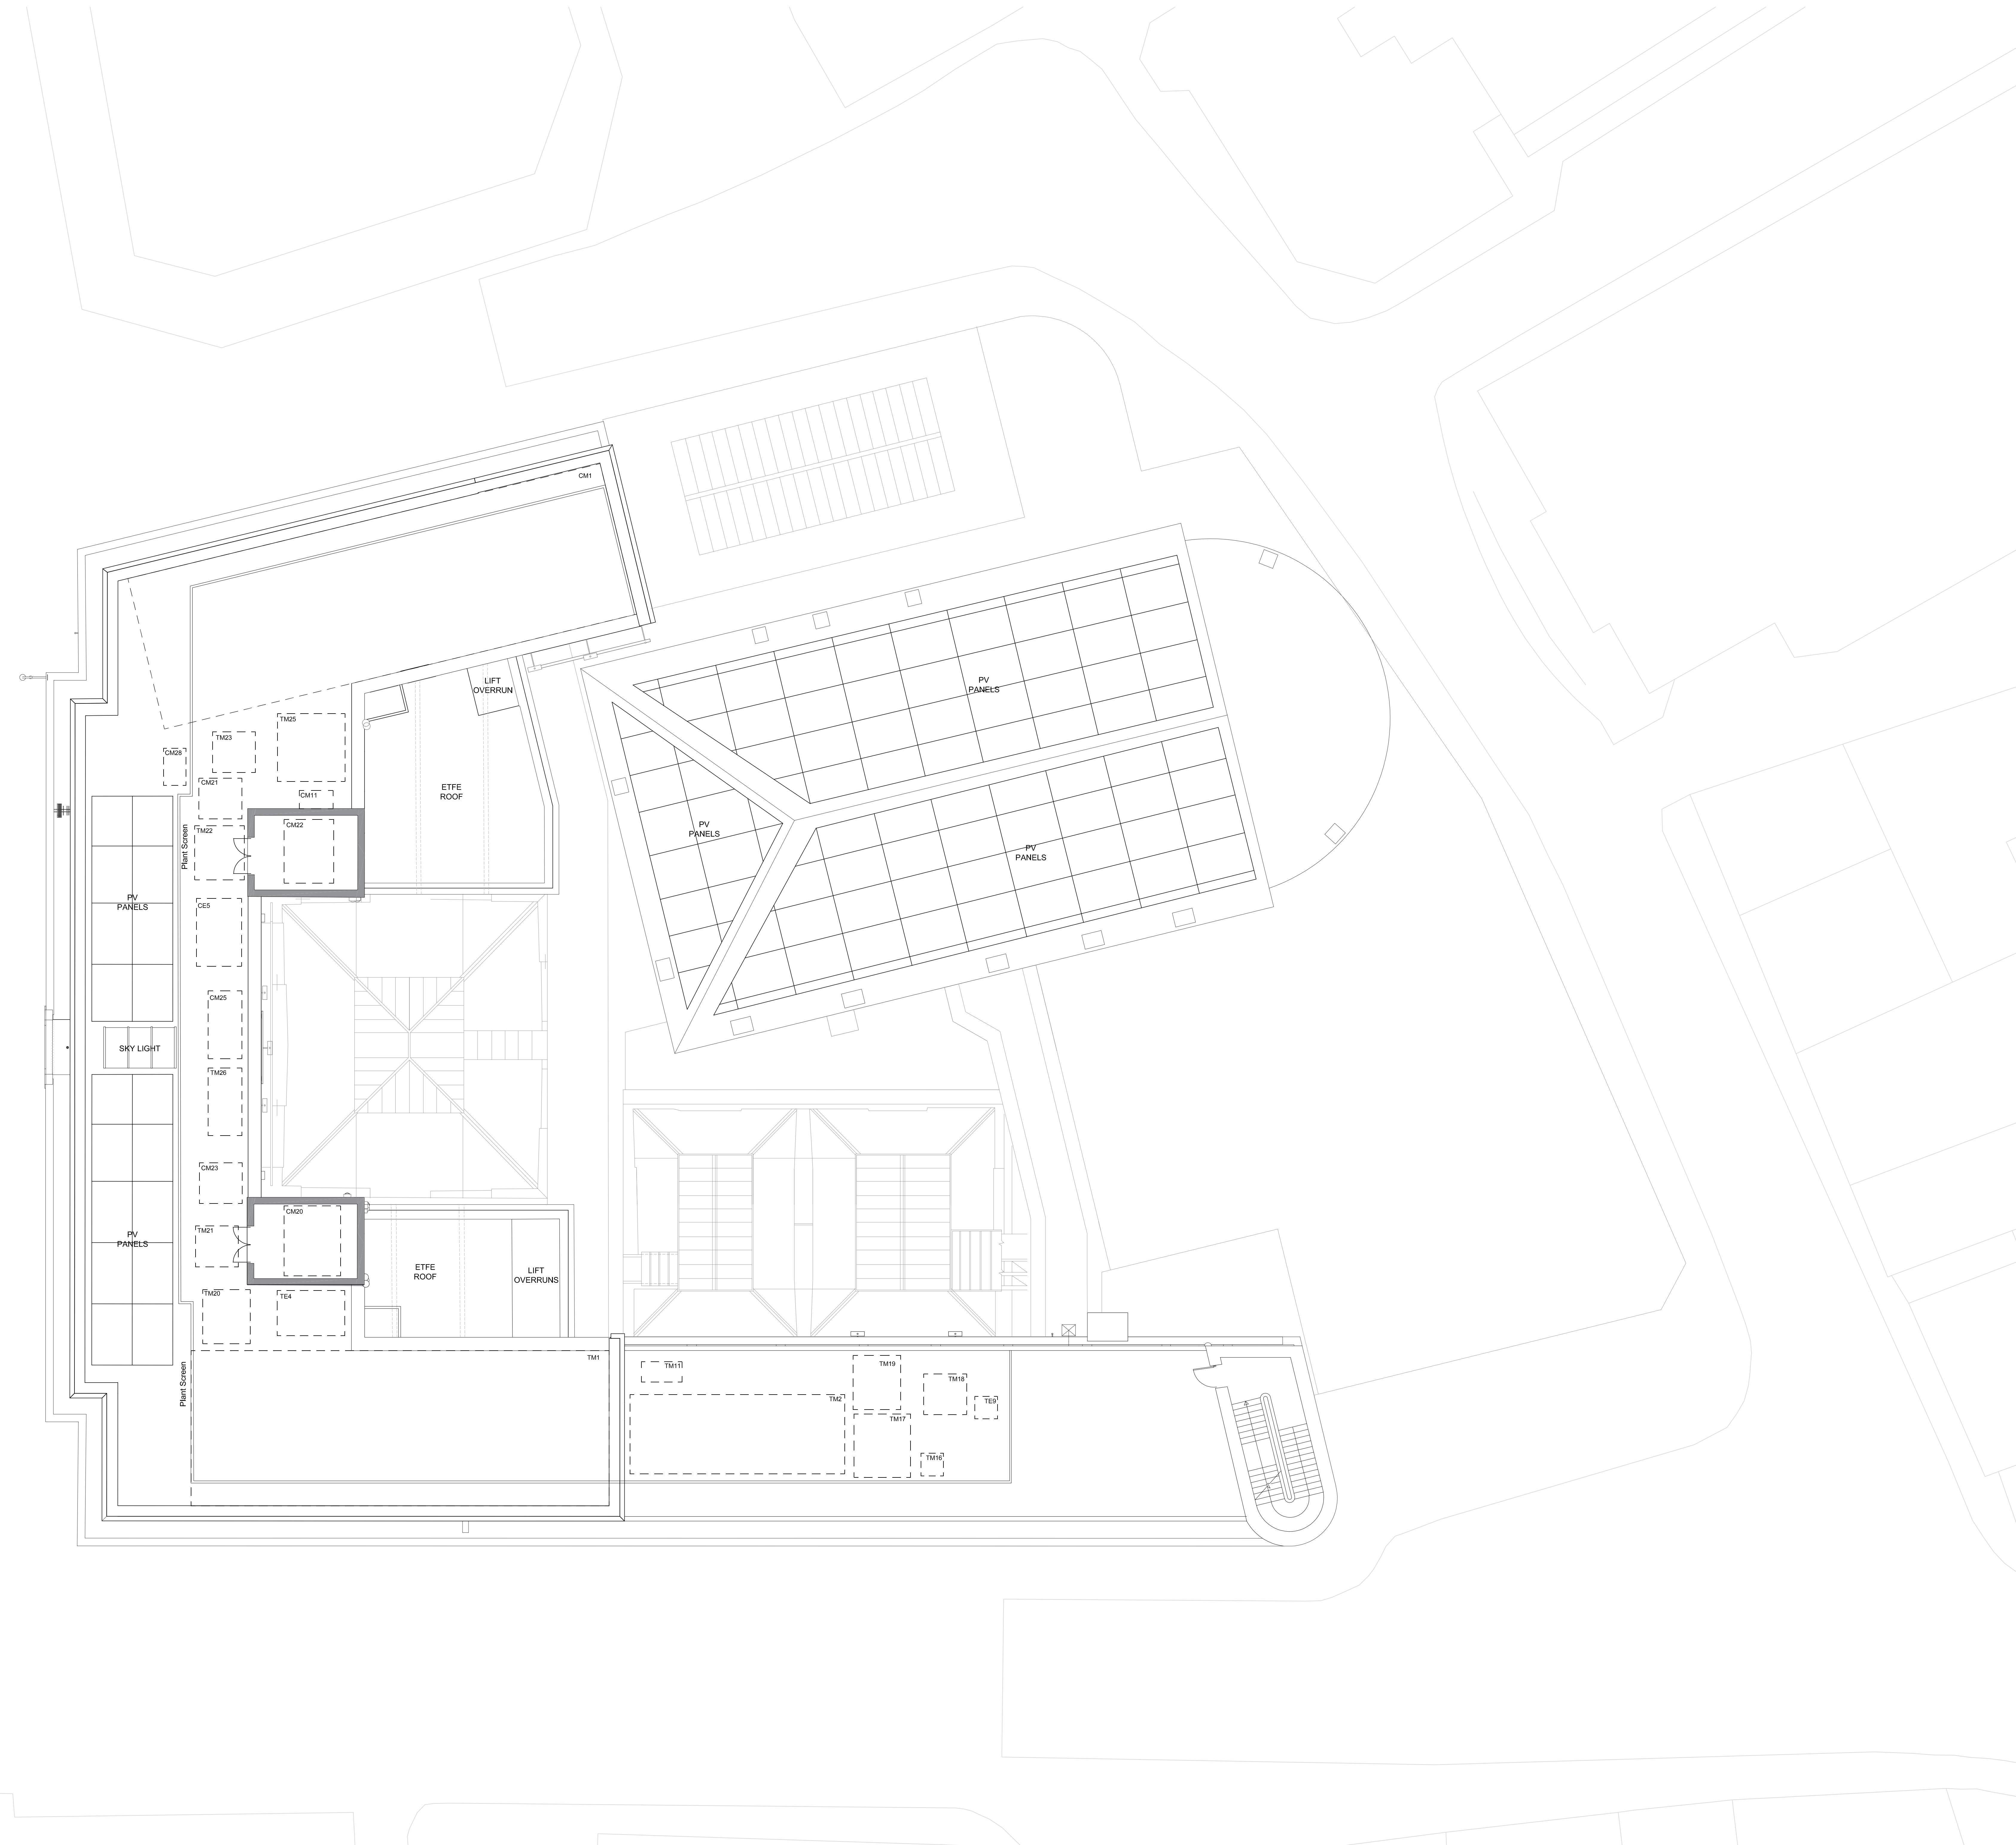 CM1
LIFT
OVERRUN
PV
PANELS
TM25
TM23
CM28
CM21
CM11
ETFE
ROOF
CM22
TM22
Plant Screen
PV
PANELS
PV
PANELS
PV
PANELS
CE5
CM25
SKY LIGHT
TM26
CM23
CM20
TM21
PV
PANELS
ETFE
ROOF
LIFT
OVERRUNS
TM20
TE4
TM1
Plant Screen
TM11
TM19
TM18
TM2
TE9
TM17
TM16